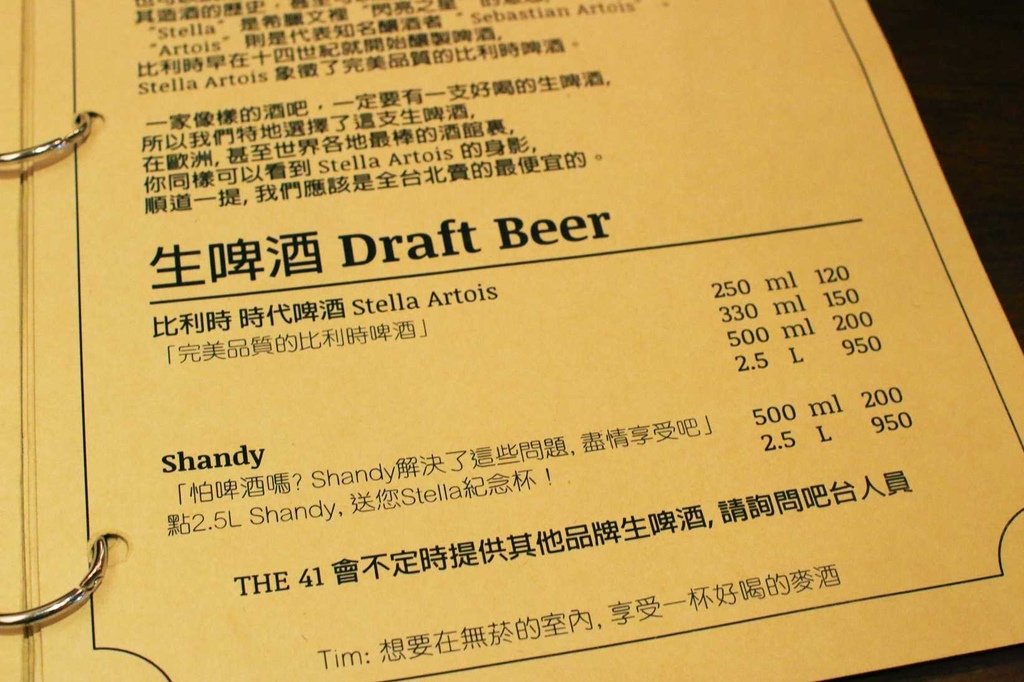 其造酒的歷史，甚至
"Stella" 是希臘文裡 "閃亮之星"
"Artois" 則是代表知名釀酒者 "Sebastian Artois"。
比利時早在十四世紀就開始釀製啤酒，
Stella Artois 象徵了完美品質的比利時啤酒。
一家像樣的酒吧，一定要有一支好喝的生啤酒，
所以我們特地選擇了這支生啤酒，
在歐洲, 甚至世界各地最棒的酒館裏，
你同樣可以看到 Stella Artois 的身影，
順道一提, 我們應該是全台北賣的最便宜的。
生啤酒 Draft Beer
比利時 時代啤酒 Stella Artois 250 ml 120
「完美品質的比利時啤酒」 330 ml 150
500 ml 200
2.5 L 950
Shandy 500 ml 200
「怕啤酒嗎? Shandy解決了這些問題, 盡情享受吧」 2.5 L 950
點2.5L Shandy, 送您Stella紀念杯！
THE 41 會不定時提供其他品牌生啤酒, 請詢問吧台人員
Tim: 想要在無菸的室內, 享受一杯好喝的麥酒